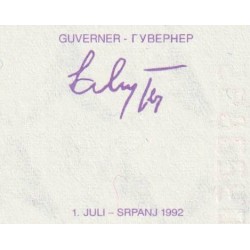 GUVERNER - ГУВЕРНЕР
1. JULI – SRPANJ 1992